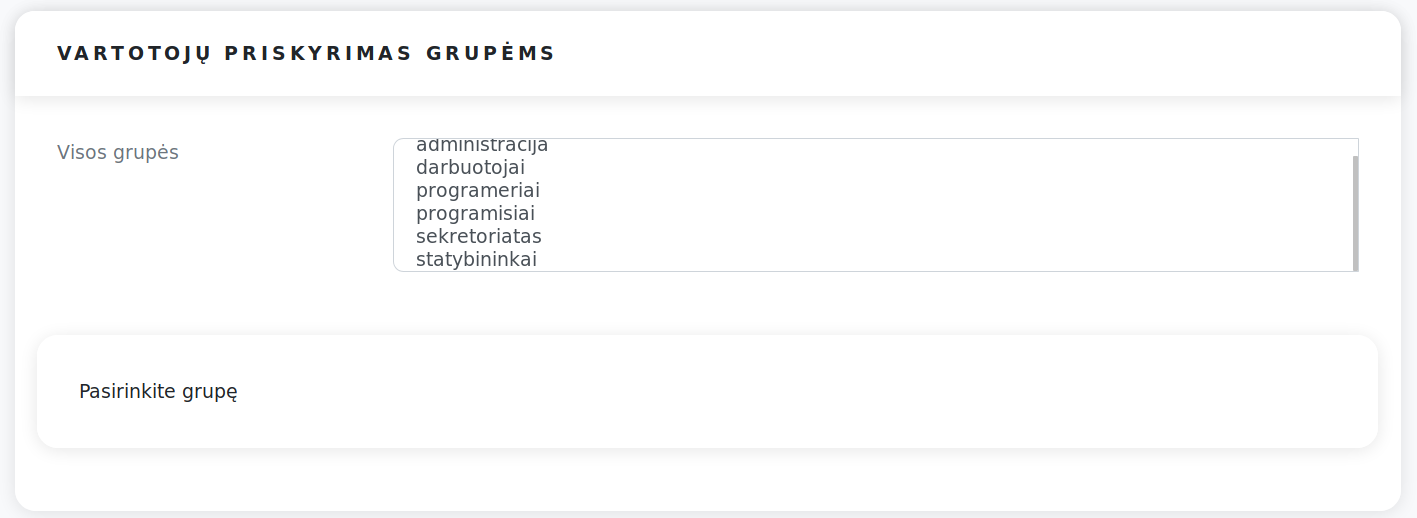 VARTOTOJŲ PRISKYRIMAS GRUPĖMS
Visos grupės
administracija
darbuotojai
programeriai
programisiai
sekretoriatas
statybininkai
Pasirinkite grupę